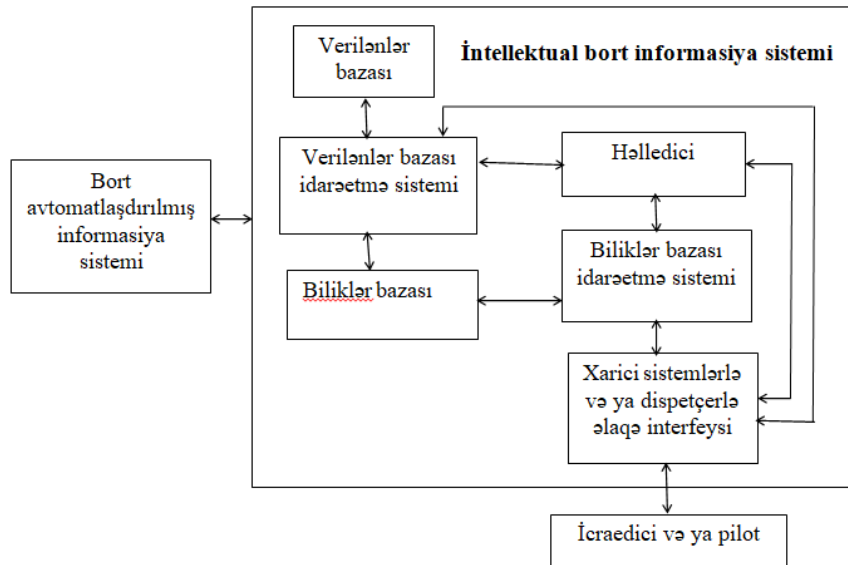 Verilənlər
bazası
İntellektual bort informasiya sistemi
Verilənlər bazası
idarəetmə sistemi
Həlledici
Bort
avtomatlaşdırılmış
informasiya
sistemi
Biliklər bazası
Biliklər bazası
idarəetmə sistemi
Xarici sistemlərlə
və ya dispetçerlə
əlaqə interfeysi
İcraedici və ya pilot